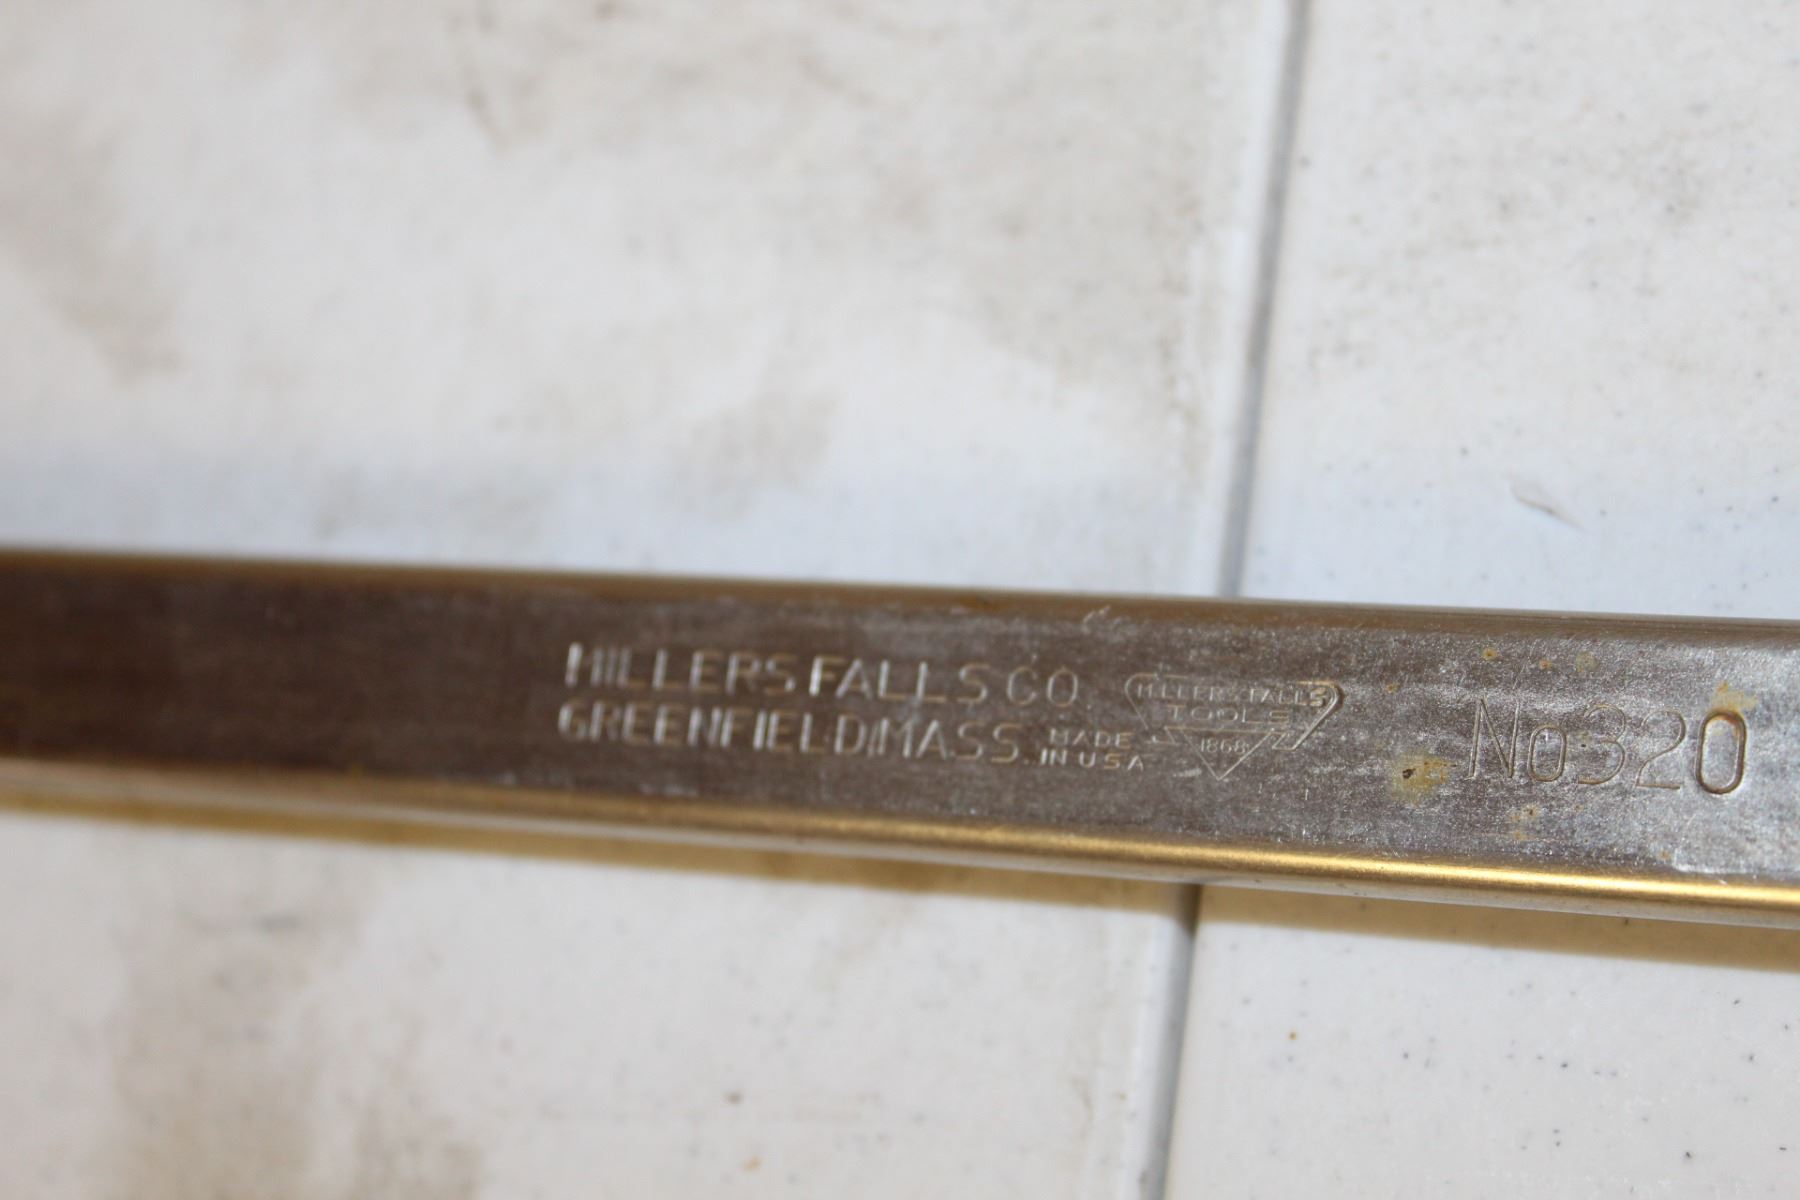 MILLERS FALLS CO.
GREENFIELD, MASS.
MADE
IN U S A
MILLERS FALLS
TOOLS
1868
No 320